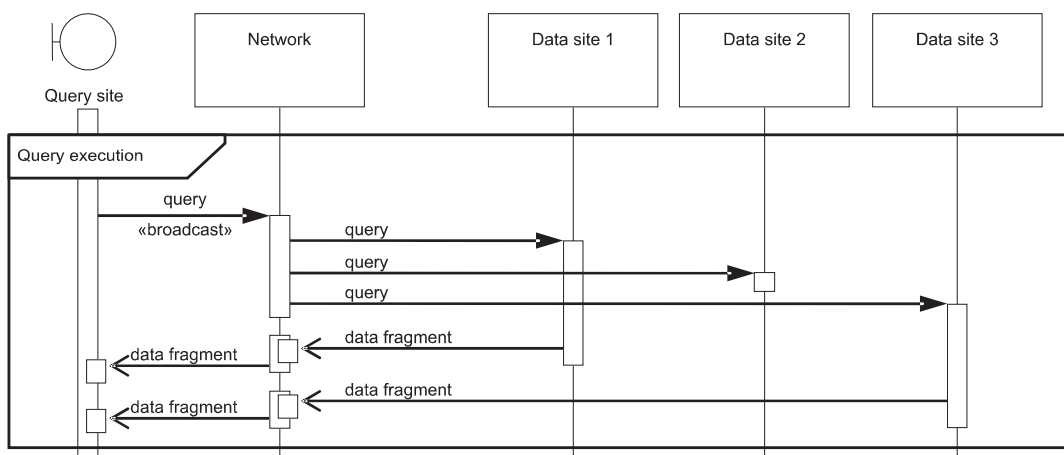 Network
Data site 1
Data site 2
Data site 3
Query site
Query execution
query
«broadcast»
query
query
query
data fragment
data fragment
data fragment
data fragment